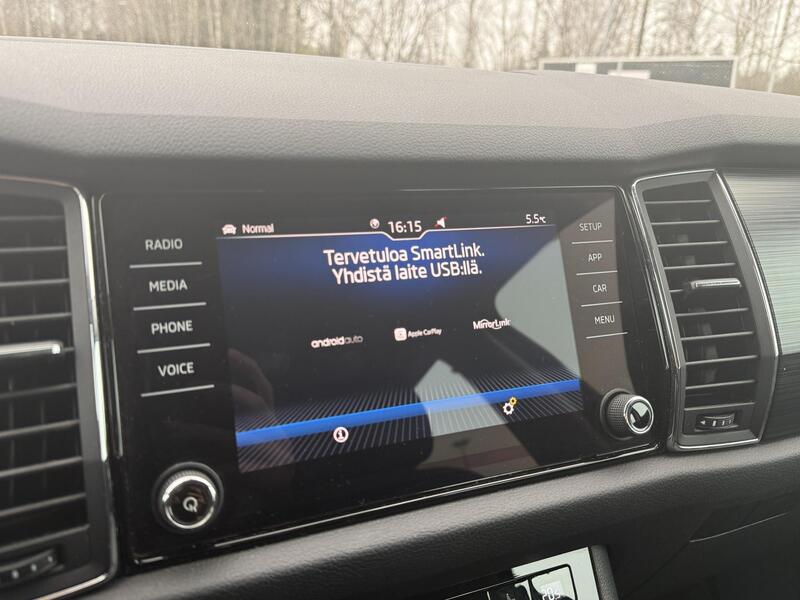 RADIO
MEDIA
PHONE
VOICE
Normal
16:15
5.5°C
Tervetuloa SmartLink.
Yhdistä laite USB:llä.
androidauto
Apple CarPlay
MirrorLink
SETUP
APP
CAR
MENU